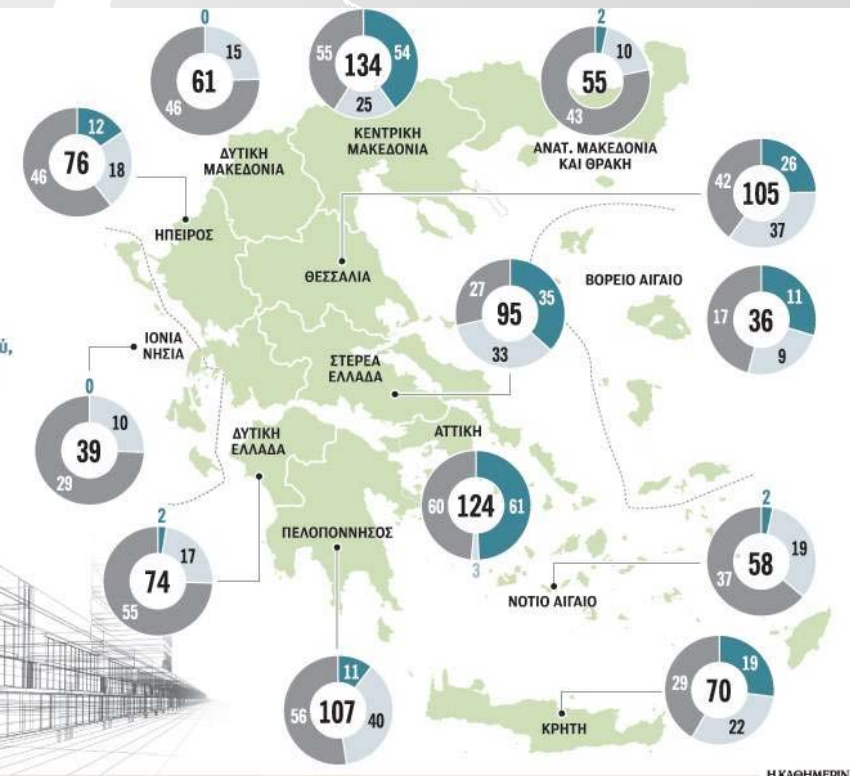 0
15
61
46
55
54
134
25
ΚΕΝΤΡΙΚΗ
ΜΑΚΕΔΟΝΙΑ
2
10
55
43
ΑΝΑΤ. ΜΑΚΕΔΟΝΙΑ
ΚΑΙ ΘΡΑΚΗ
12
76
46
18
ΔΥΤΙΚΗ
ΜΑΚΕΔΟΝΙΑ
ΗΠΕΙΡΟΣ
42
26
105
37
ΘΕΣΣΑΛΙΑ
27
35
95
33
ΒΟΡΕΙΟ ΑΙΓΑΙΟ
17
11
36
9
ΙΟΝΙΑ
ΝΗΣΙΑ
ύ,
ΣΤΕΡΕΑ
ΕΛΛΑΔΑ
0
10
39
29
ΔΥΤΙΚΗ
ΕΛΛΑΔΑ
ΑΤΤΙΚΗ
60
124
61
3
2
17
74
55
ΠΕΛΟΠΟΝΝΗΣΟΣ
2
19
58
37
ΝΟΤΙΟ ΑΙΓΑΙΟ
11
56
107
40
19
29
70
22
ΚΡΗΤΗ
Η ΚΑΘΗΜΕΡΙΝ